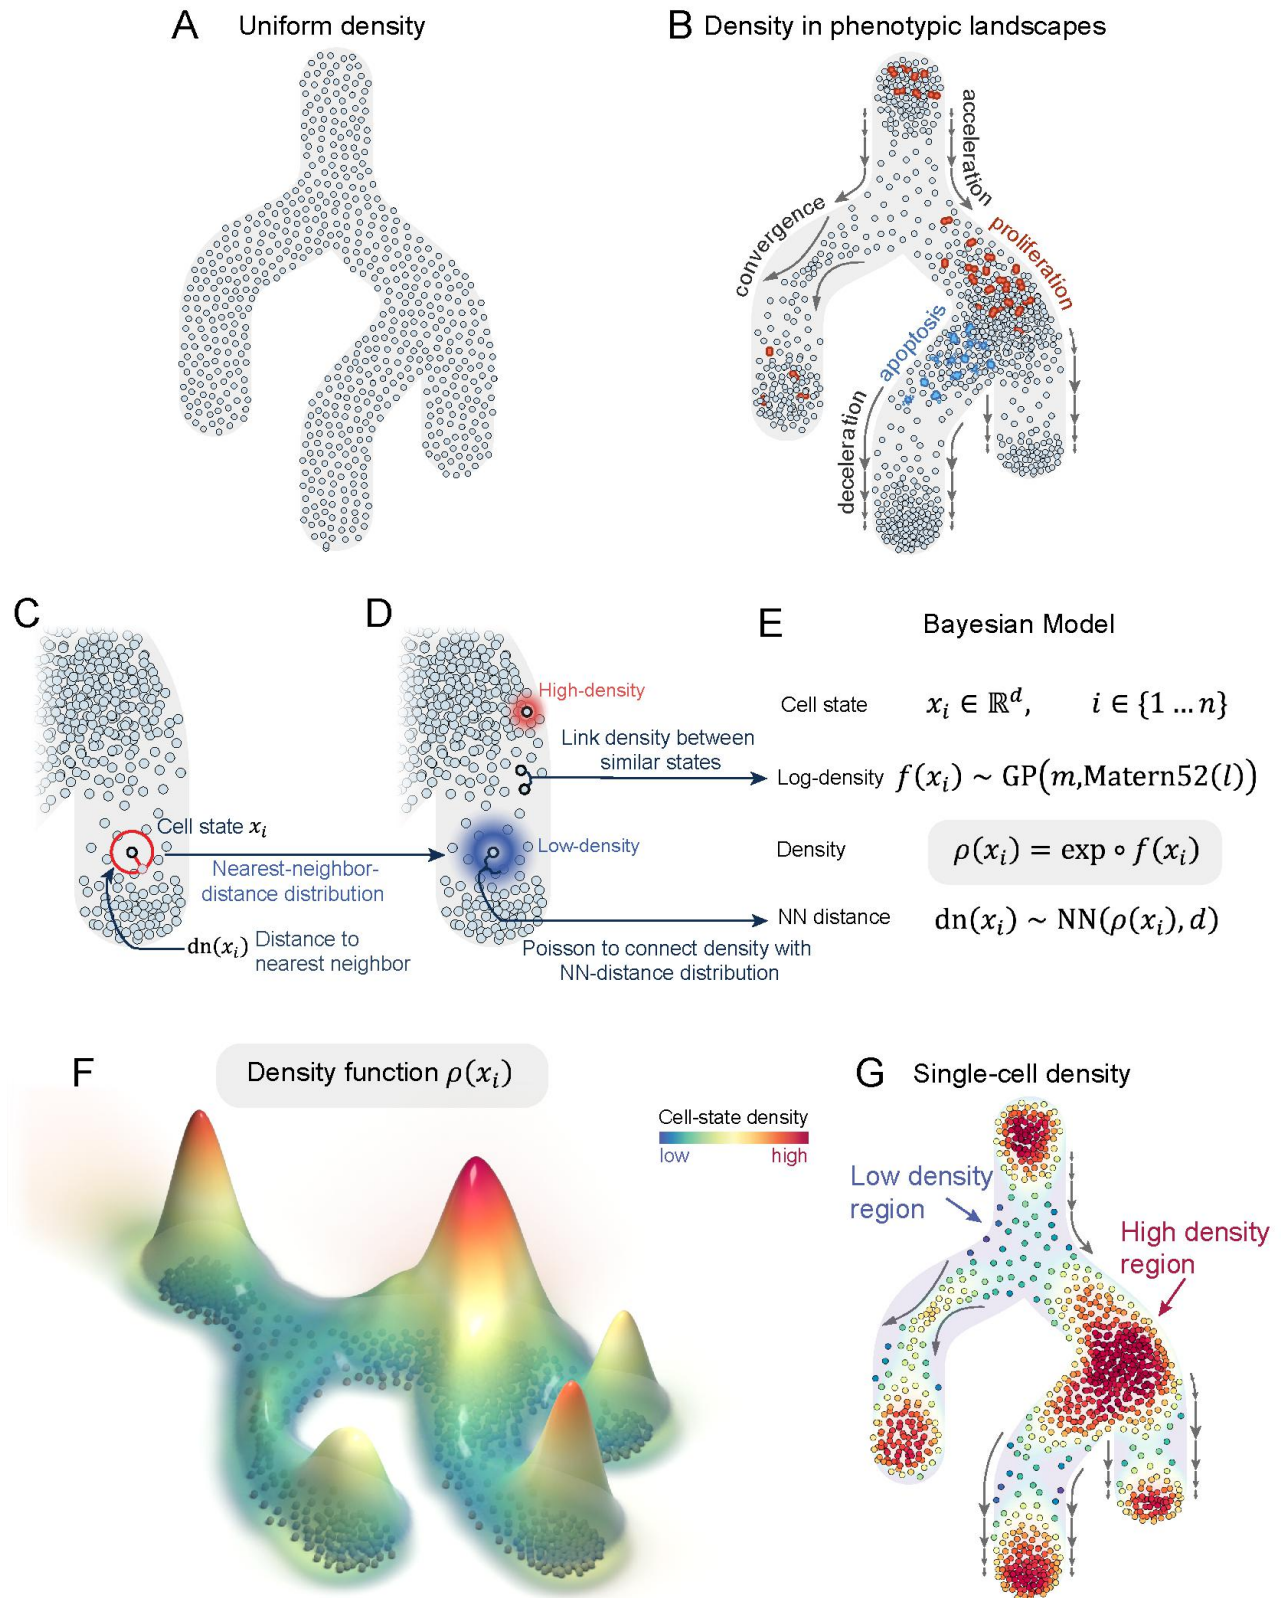 A Uniform density
B Density in phenotypic landscapes
acceleration
convergence
proliferation
apoptosis
deceleration
C
Cell state xᵢ
Nearest-neighbor-
distance distribution
dn(xᵢ) Distance to
nearest neighbor
D
High-density
Link density between
similar states
Low-density
Poisson to connect density with
NN-distance distribution
E Bayesian Model
Cell state xᵢ ∈ ℝᵈ, i ∈ {1 … n}
Log-density f(xᵢ) ~ GP(m,Matern52(l))
Density ρ(xᵢ) = exp ∘ f(xᵢ)
NN distance dn(xᵢ) ~ NN(ρ(xᵢ), d)
F Density function ρ(xᵢ)
Cell-state density
low high
G Single-cell density
Low density
region
High density
region